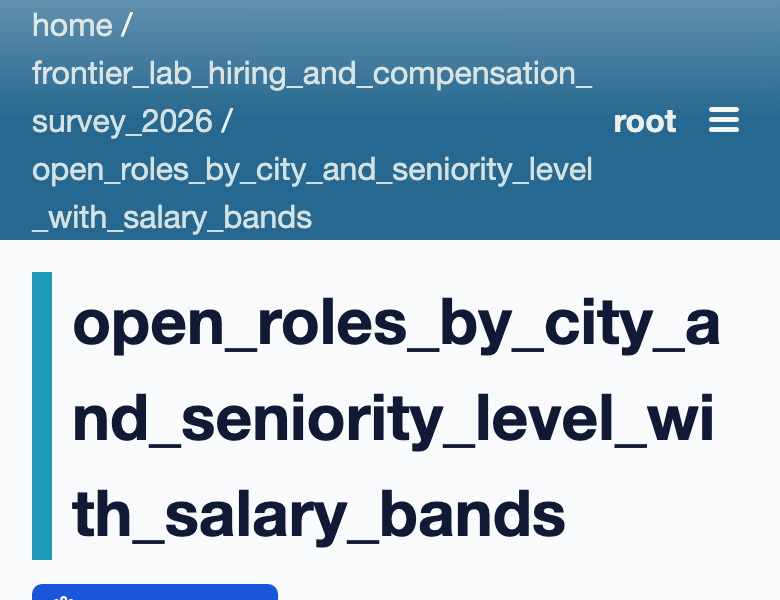 home /
frontier_lab_hiring_and_compensation_
survey_2026 /
open_roles_by_city_and_seniority_level
_with_salary_bands
root
open_roles_by_city_a
nd_seniority_level_wi
th_salary_bands